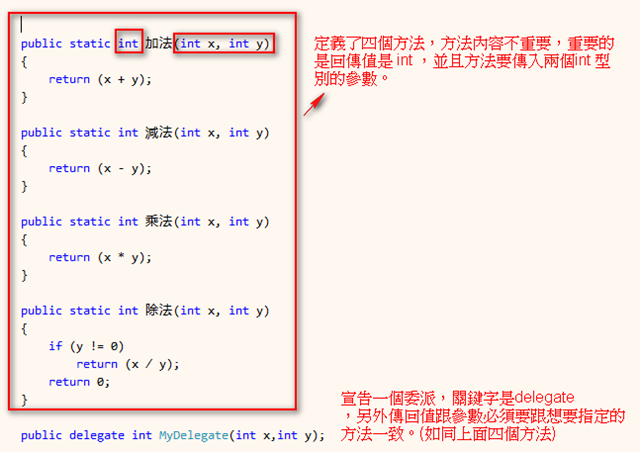 public static int 加法(int x, int y)
{
return (x + y);
}
public static int 減法(int x, int y)
{
return (x - y);
}
public static int 乘法(int x, int y)
{
return (x * y);
}
public static int 除法(int x, int y)
{
if (y != 0)
return (x / y);
return 0;
}
public delegate int MyDelegate(int x,int y);
定義了四個方法，方法內容不重要，重要的
是回傳值是 int ，並且方法要傳入兩個int 型
別的參數。
宣告一個委派，關鍵字是delegate
，另外傳回值跟參數必須要跟想要指定的
方法一致。(如同上面四個方法)